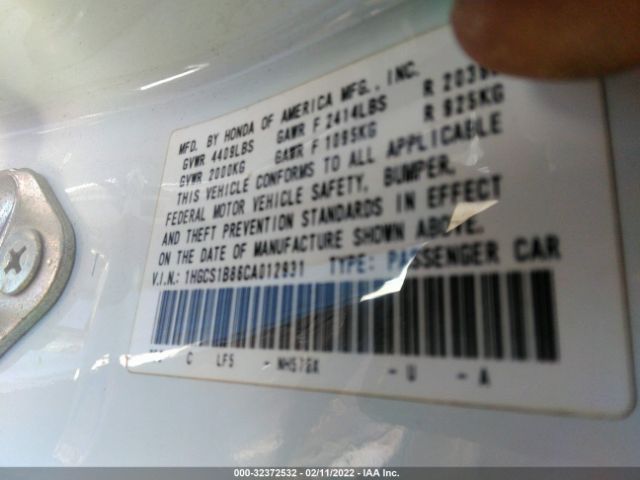 MFD. BY HONDA OF AMERICA MFG., INC.
GVWR 4409LBS GAWR F 2414LBS R
GVWR 2000KG GAWR F 1095KG R 925KG
THIS VEHICLE CONFORMS TO ALL APPLICABLE
FEDERAL MOTOR VEHICLE SAFETY, BUMPER,
AND THEFT PREVENTION STANDARDS IN EFFECT
ON THE DATE OF MANUFACTURE SHOWN ABOVE.
V.I.N.: 1HGCS1B86CA012931 TYPE: PASSENGER CAR
C LF5 - NH578X - U - A
000-32372532 - 02/11/2022 - IAA Inc.